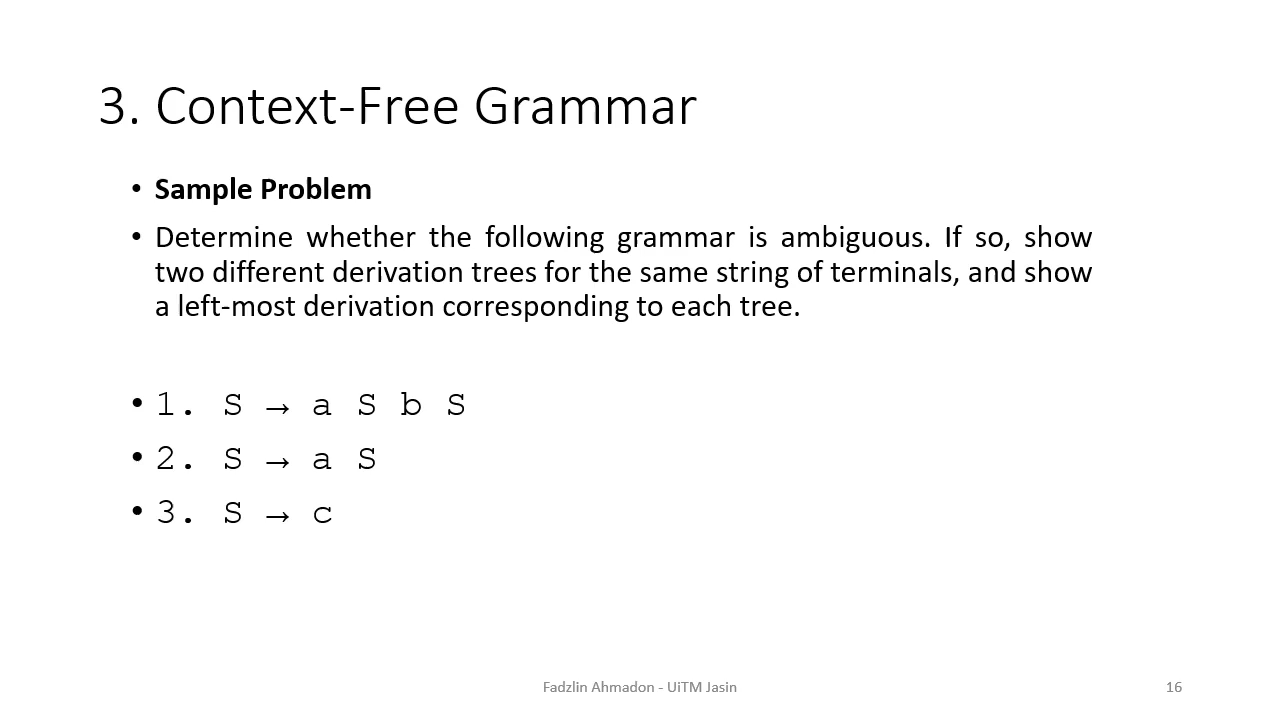 3. Context-Free Grammar
• Sample Problem
• Determine whether the following grammar is ambiguous. If so, show
two different derivation trees for the same string of terminals, and show
a left-most derivation corresponding to each tree.
• 1. S → a S b S
• 2. S → a S
• 3. S → c
Fadzlin Ahmadon - UiTM Jasin
16